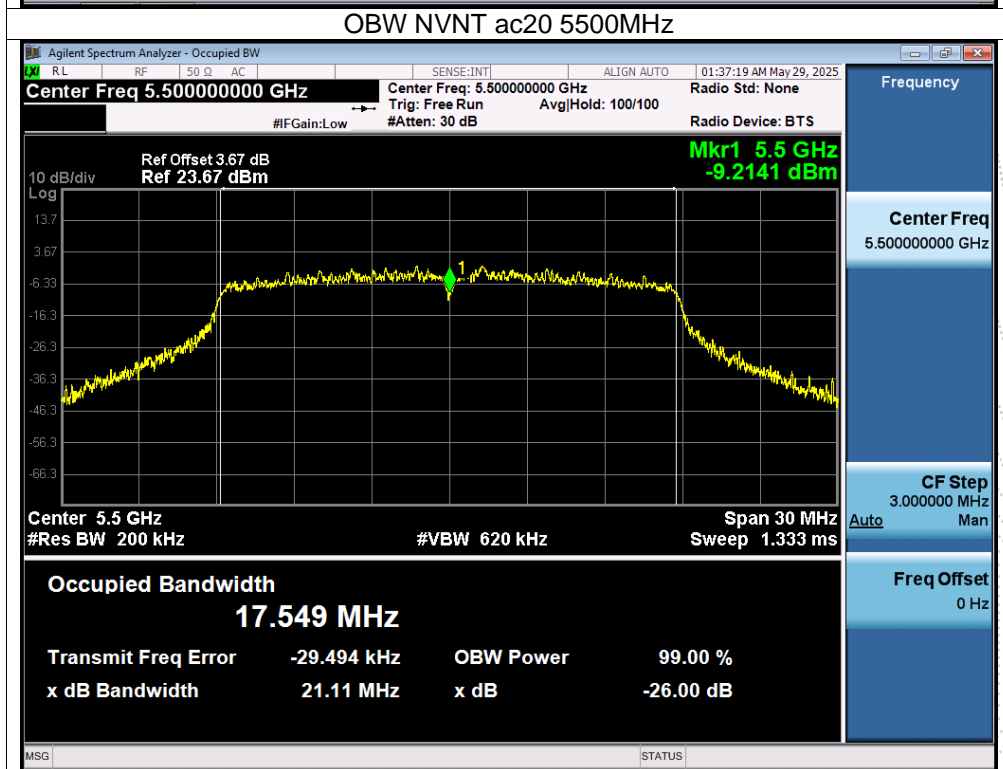 OBW NVNT ac20 5500MHz
Agilent Spectrum Analyzer - Occupied BW
LXI RL RF 50 Ω AC SENSE:INT ALIGN AUTO 01:37:19 AM May 29, 2025
Center Freq 5.500000000 GHz
Center Freq: 5.500000000 GHz
Radio Std: None
Trig: Free Run Avg|Hold: 100/100
#IFGain:Low
#Atten: 30 dB
Radio Device: BTS
Frequency
Mkr1 5.5 GHz
-9.2141 dBm
Ref Offset 3.67 dB
10 dB/div Ref 23.67 dBm
Log
13.7
3.67
-6.33
-16.3
-26.3
-36.3
-46.3
-56.3
-66.3
1
Center 5.5 GHz Span 30 MHz
#Res BW 200 kHz #VBW 620 kHz Sweep 1.333 ms
Center Freq
5.500000000 GHz
CF Step
3.000000 MHz
Auto Man
Freq Offset
0 Hz
Occupied Bandwidth
17.549 MHz
Transmit Freq Error -29.494 kHz OBW Power 99.00 %
x dB Bandwidth 21.11 MHz x dB -26.00 dB
MSG STATUS